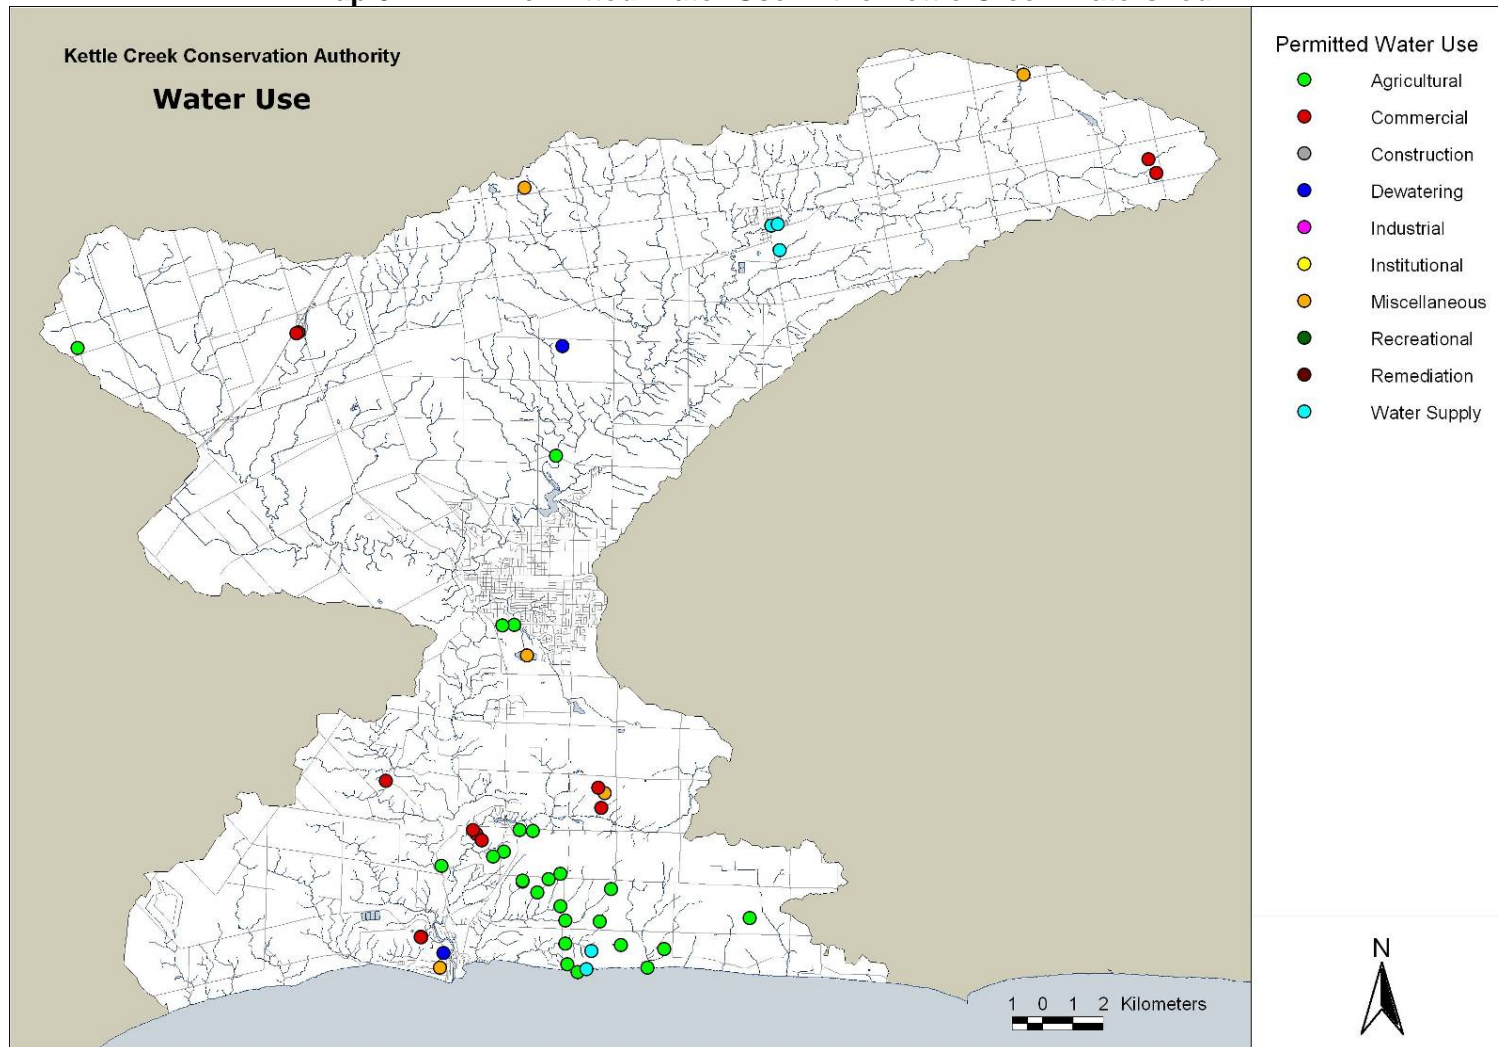 Kettle Creek Conservation Authority
Water Use
Permitted Water Use
Agricultural
Commercial
Construction
Dewatering
Industrial
Institutional
Miscellaneous
Recreational
Remediation
Water Supply
N
1 0 1 2 Kilometers